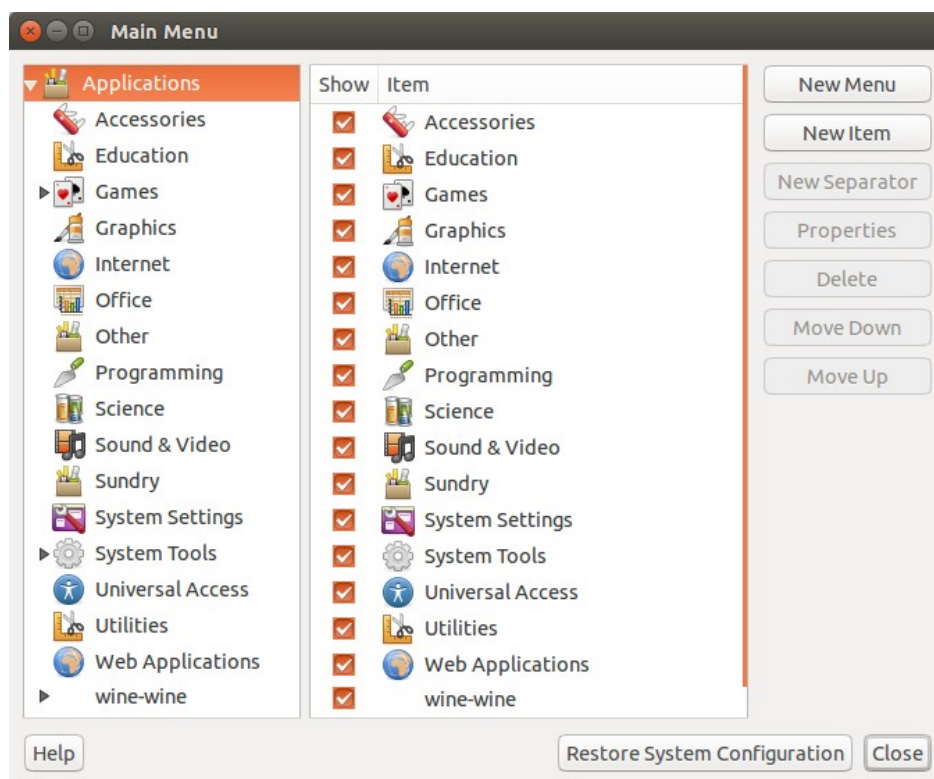 Main Menu
Applications
Accessories
Education
Games
Graphics
Internet
Office
Other
Programming
Science
Sound & Video
Sundry
System Settings
System Tools
Universal Access
Utilities
Web Applications
wine-wine
Show Item
Accessories
Education
Games
Graphics
Internet
Office
Other
Programming
Science
Sound & Video
Sundry
System Settings
System Tools
Universal Access
Utilities
Web Applications
wine-wine
New Menu
New Item
New Separator
Properties
Delete
Move Down
Move Up
Help
Restore System Configuration
Close